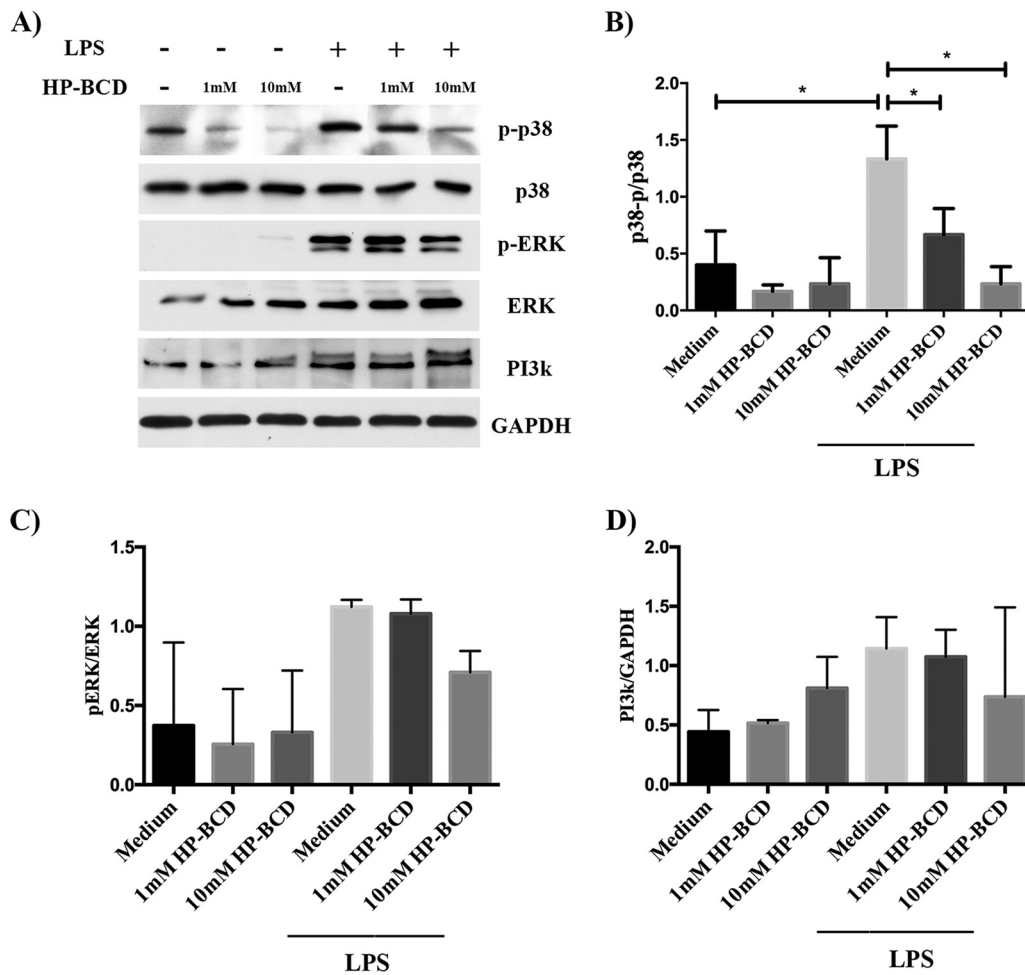 A)
LPS - - - + + +
HP-BCD - 1mM 10mM - 1mM 10mM
p-p38
p38
p-ERK
ERK
PI3k
GAPDH
B)
p38-p/p38
2.0
1.5
1.0
0.5
0.0
* * *
Medium
1mM HP-BCD
10mM HP-BCD
Medium
1mM HP-BCD
10mM HP-BCD
LPS
C)
pERK/ERK
1.5
1.0
0.5
0.0
Medium
1mM HP-BCD
10mM HP-BCD
Medium
1mM HP-BCD
10mM HP-BCD
LPS
D)
PI3k/GAPDH
2.0
1.5
1.0
0.5
0.0
Medium
1mM HP-BCD
10mM HP-BCD
Medium
1mM HP-BCD
10mM HP-BCD
LPS